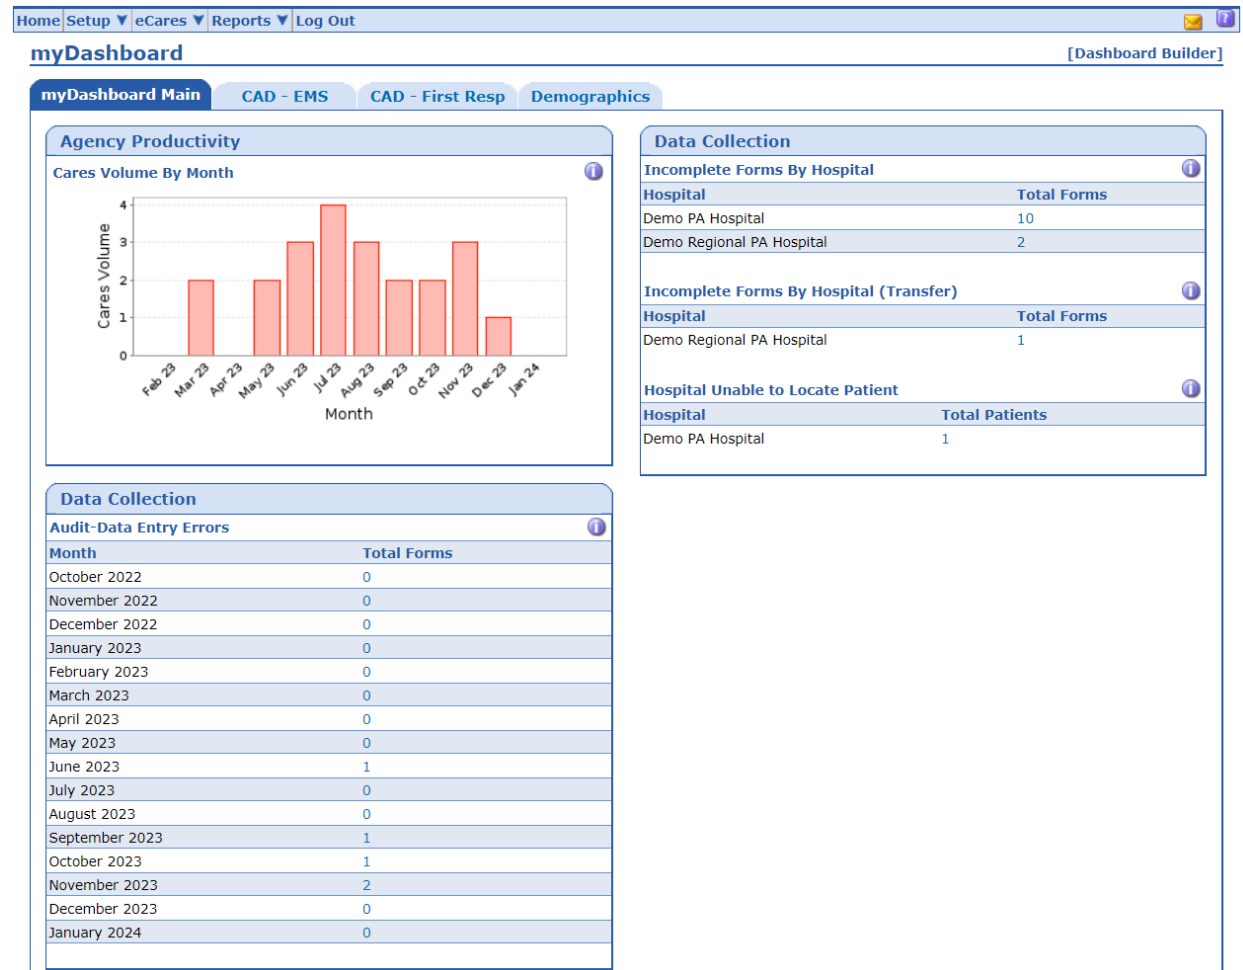 Home Setup ▼ eCares ▼ Reports ▼ Log Out
?
myDashboard
[Dashboard Builder]
myDashboard Main CAD - EMS CAD - First Resp Demographics
Agency Productivity
Cares Volume By Month
i
Cares Volume
4
3
2
1
0
Feb 23 Mar 23 Apr 23 May 23 Jun 23 Jul 23 Aug 23 Sep 23 Oct 23 Nov 23 Dec 23 Jan 24
Month
Data Collection
Incomplete Forms By Hospital
i
Hospital Total Forms
Demo PA Hospital 10
Demo Regional PA Hospital 2
Incomplete Forms By Hospital (Transfer)
i
Hospital Total Forms
Demo Regional PA Hospital 1
Hospital Unable to Locate Patient
i
Hospital Total Patients
Demo PA Hospital 1
Data Collection
Audit-Data Entry Errors
i
Month Total Forms
October 2022 0
November 2022 0
December 2022 0
January 2023 0
February 2023 0
March 2023 0
April 2023 0
May 2023 0
June 2023 1
July 2023 0
August 2023 0
September 2023 1
October 2023 1
November 2023 2
December 2023 0
January 2024 0